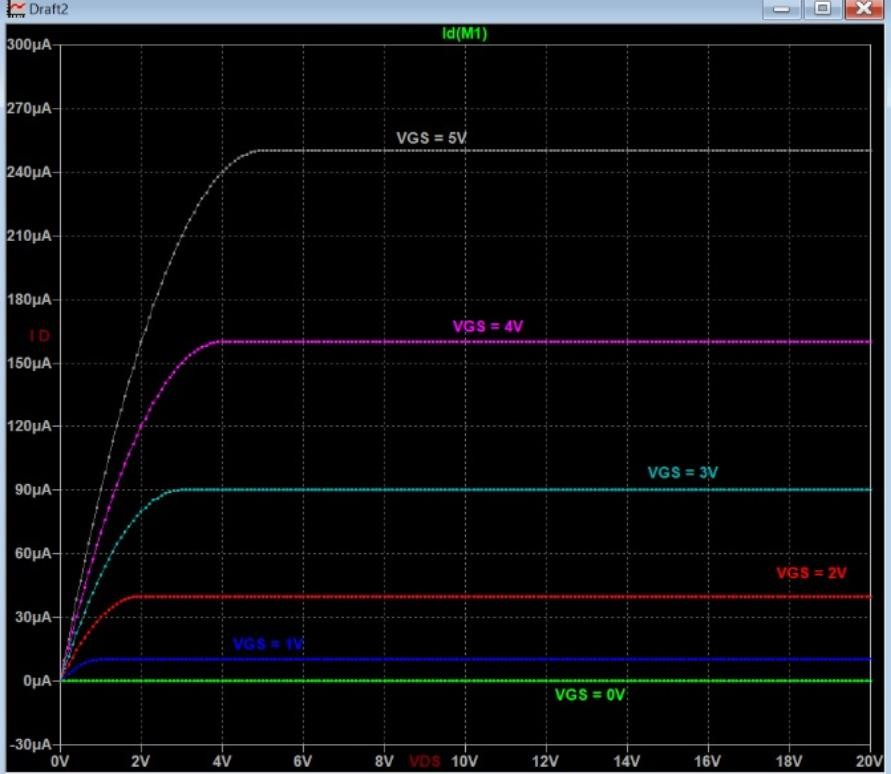 Draft2
Id(M1)
300µA
270µA
VGS = 5V
240µA
210µA
180µA
VGS = 4V
ID
150µA
120µA
90µA
VGS = 3V
60µA
VGS = 2V
30µA
VGS = 1V
0µA
VGS = 0V
-30µA
0V 2V 4V 6V 8V VDS 10V 12V 14V 16V 18V 20V